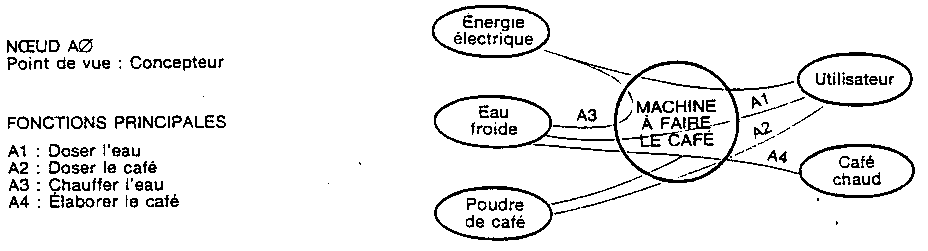 NŒUD AØ
Point de vue : Concepteur
FONCTIONS PRINCIPALES
A1 : Doser l'eau
A2 : Doser le café
A3 : Chauffer l'eau
A4 : Élaborer le café
Énergie
électrique
Eau
froide
Poudre
de café
A3
MACHINE
À FAIRE
LE CAFÉ
A1
A2
A4
Utilisateur
Café
chaud